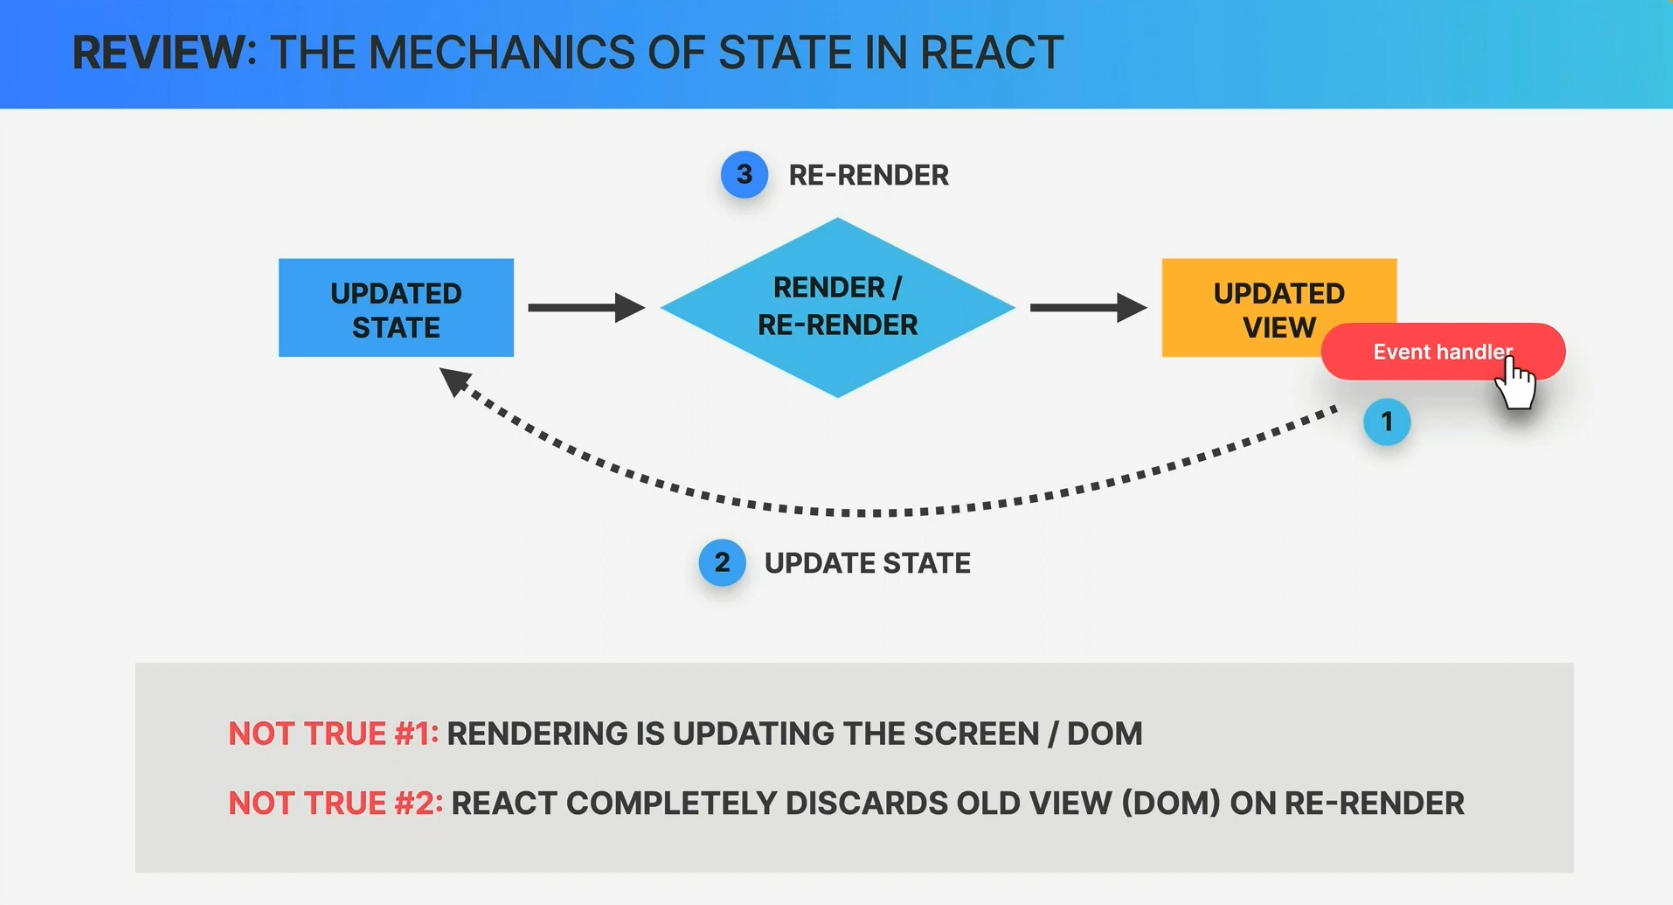 REVIEW: THE MECHANICS OF STATE IN REACT
3 RE-RENDER
UPDATED
STATE
RENDER /
RE-RENDER
UPDATED
VIEW
Event handler
1
2 UPDATE STATE
NOT TRUE #1: RENDERING IS UPDATING THE SCREEN / DOM
NOT TRUE #2: REACT COMPLETELY DISCARDS OLD VIEW (DOM) ON RE-RENDER